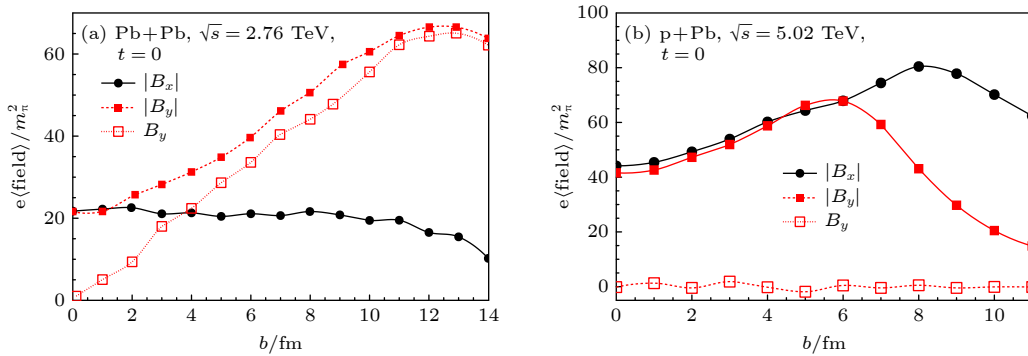 (a) Pb+Pb, √s = 2.76 TeV,
t = 0
|Bx|
|By|
By
e⟨field⟩/m²π
60
40
20
0
0 2 4 6 8 10 12 14
b/fm
(b) p+Pb, √s = 5.02 TeV,
t = 0
|Bx|
|By|
By
e⟨field⟩/m²π
100
80
60
40
20
0
0 2 4 6 8 10
b/fm